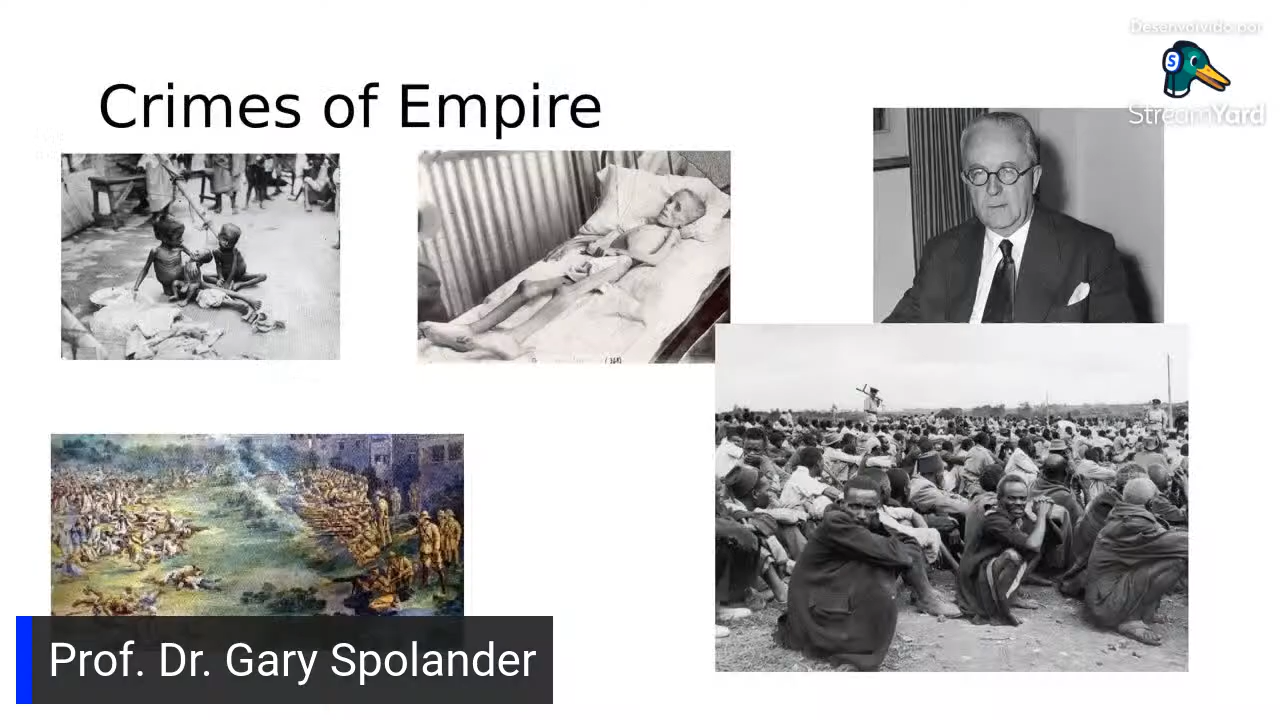 Desenvolvido por
StreamYard
Crimes of Empire
Prof. Dr. Gary Spolander